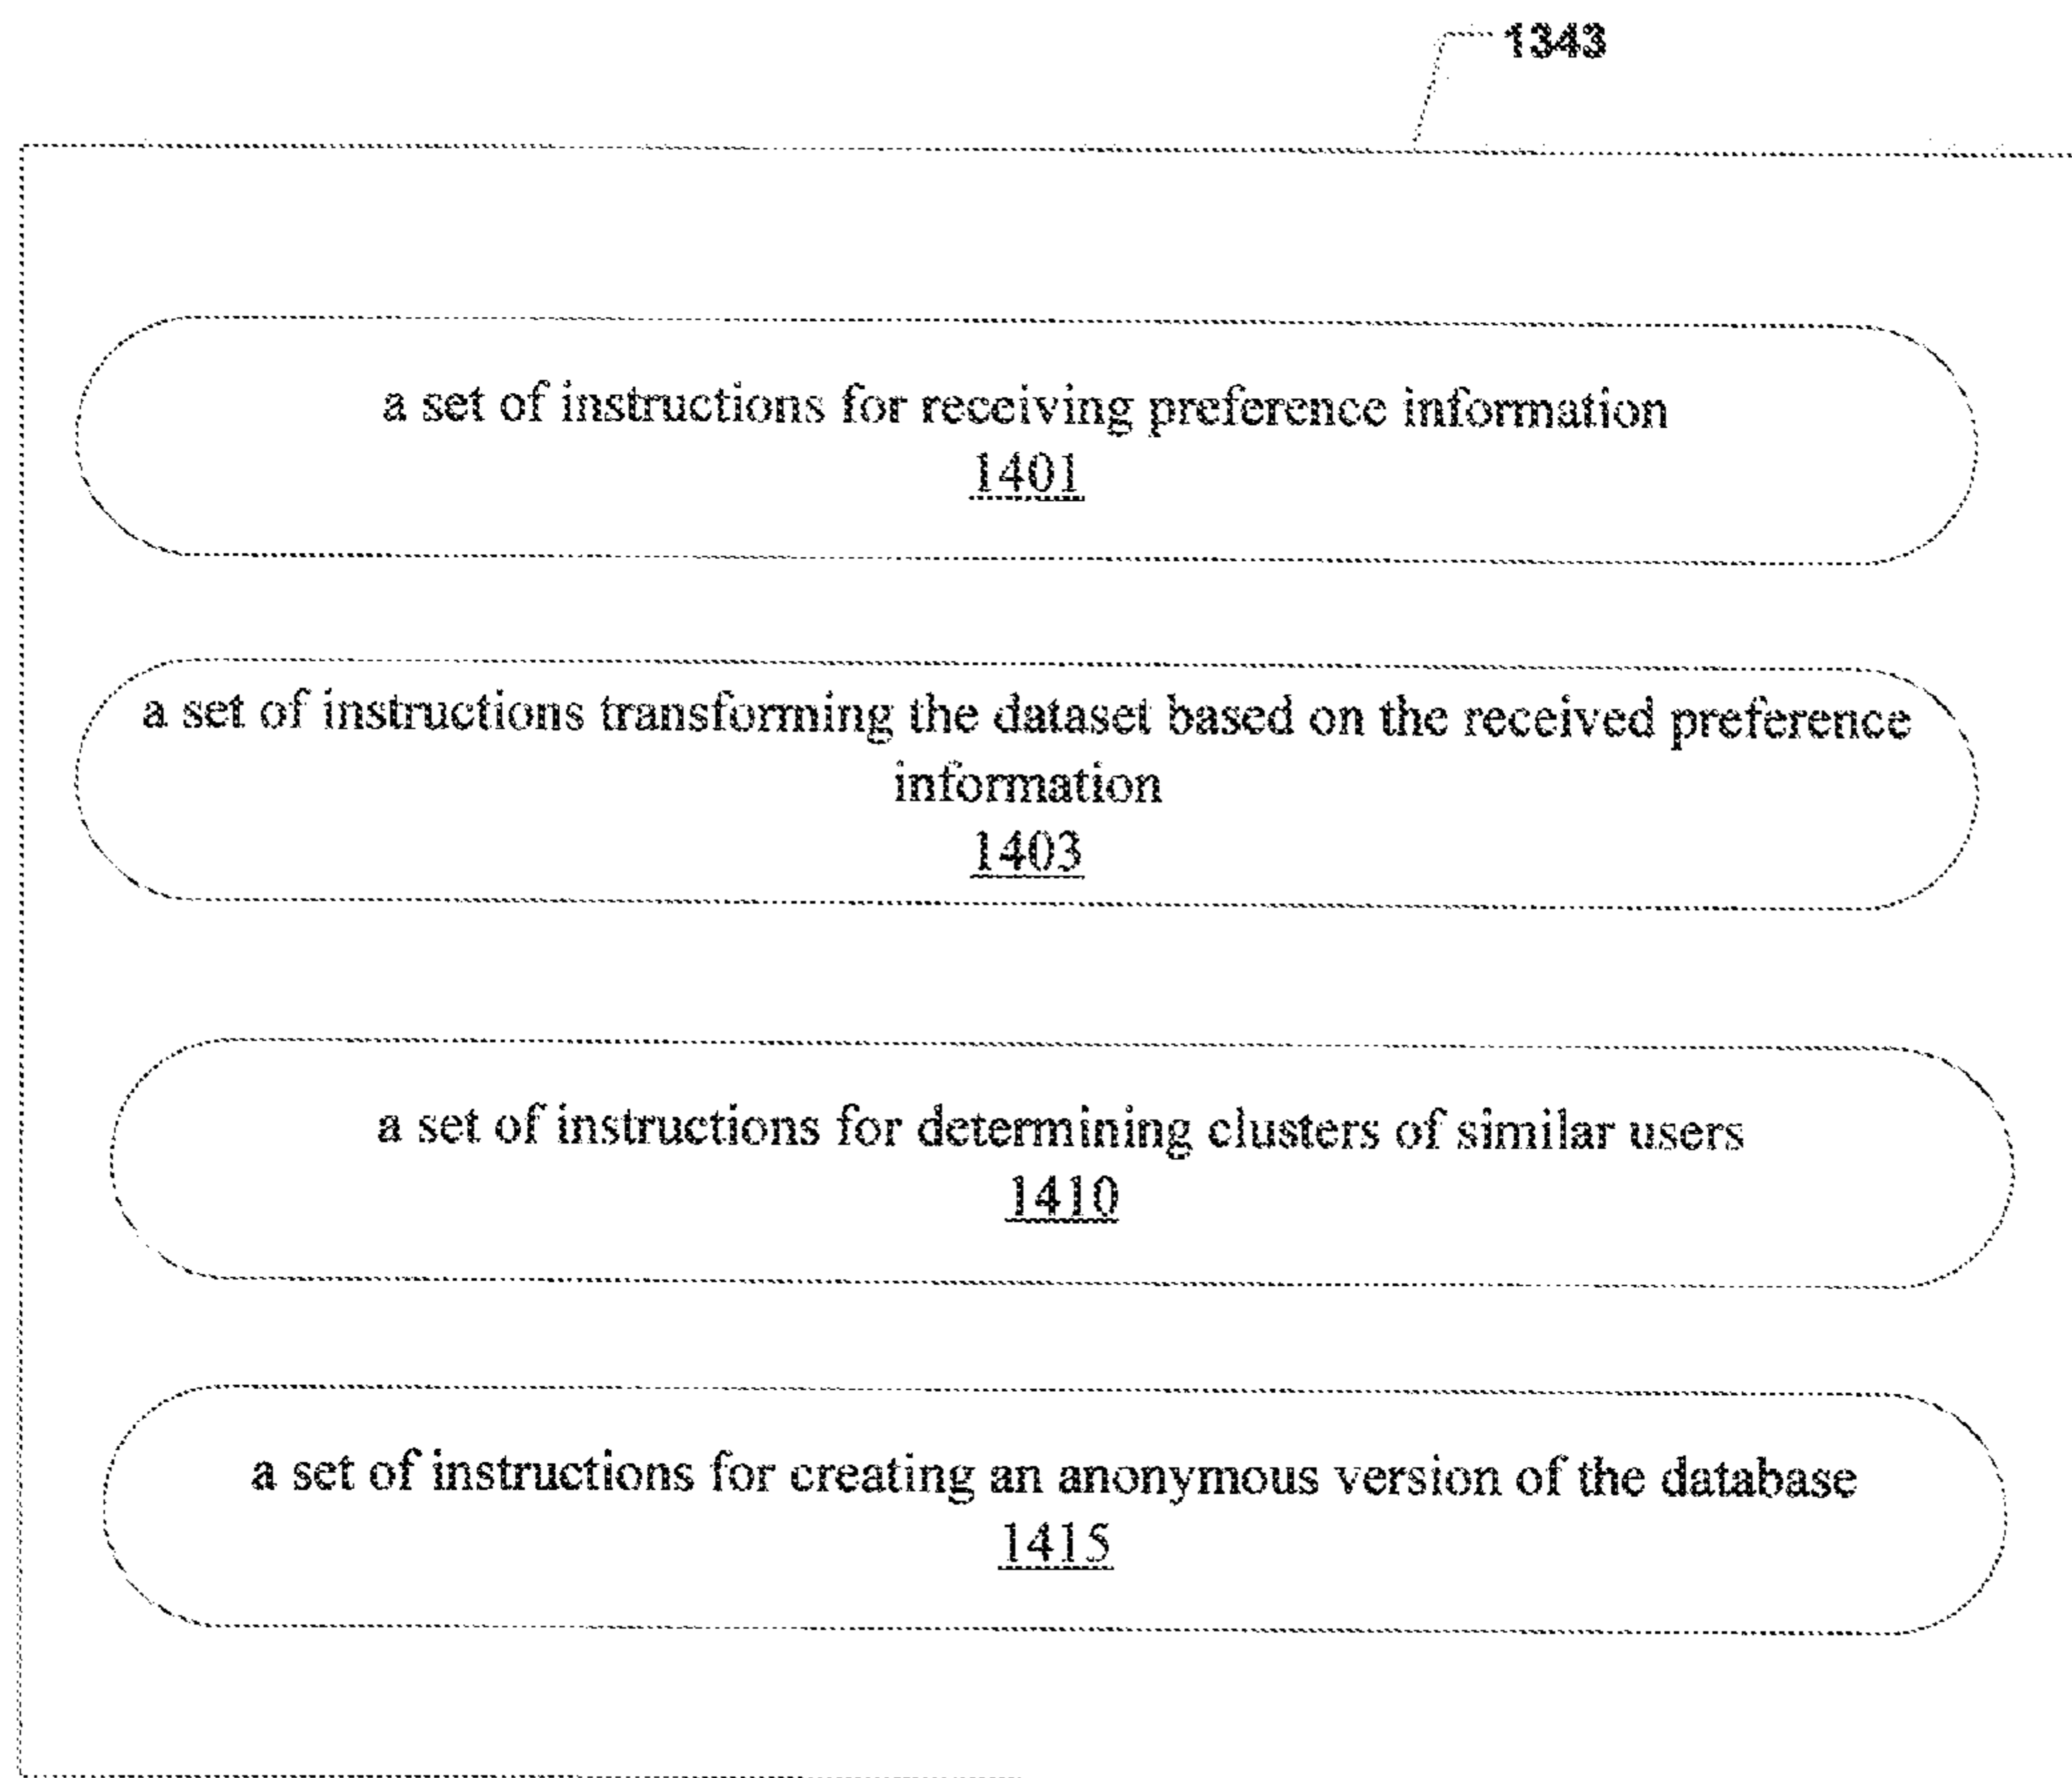 1343
a set of instructions for receiving preference information
1401
a set of instructions transforming the dataset based on the received preference
information
1403
a set of instructions for determining clusters of similar users
1410
a set of instructions for creating an anonymous version of the database
1415